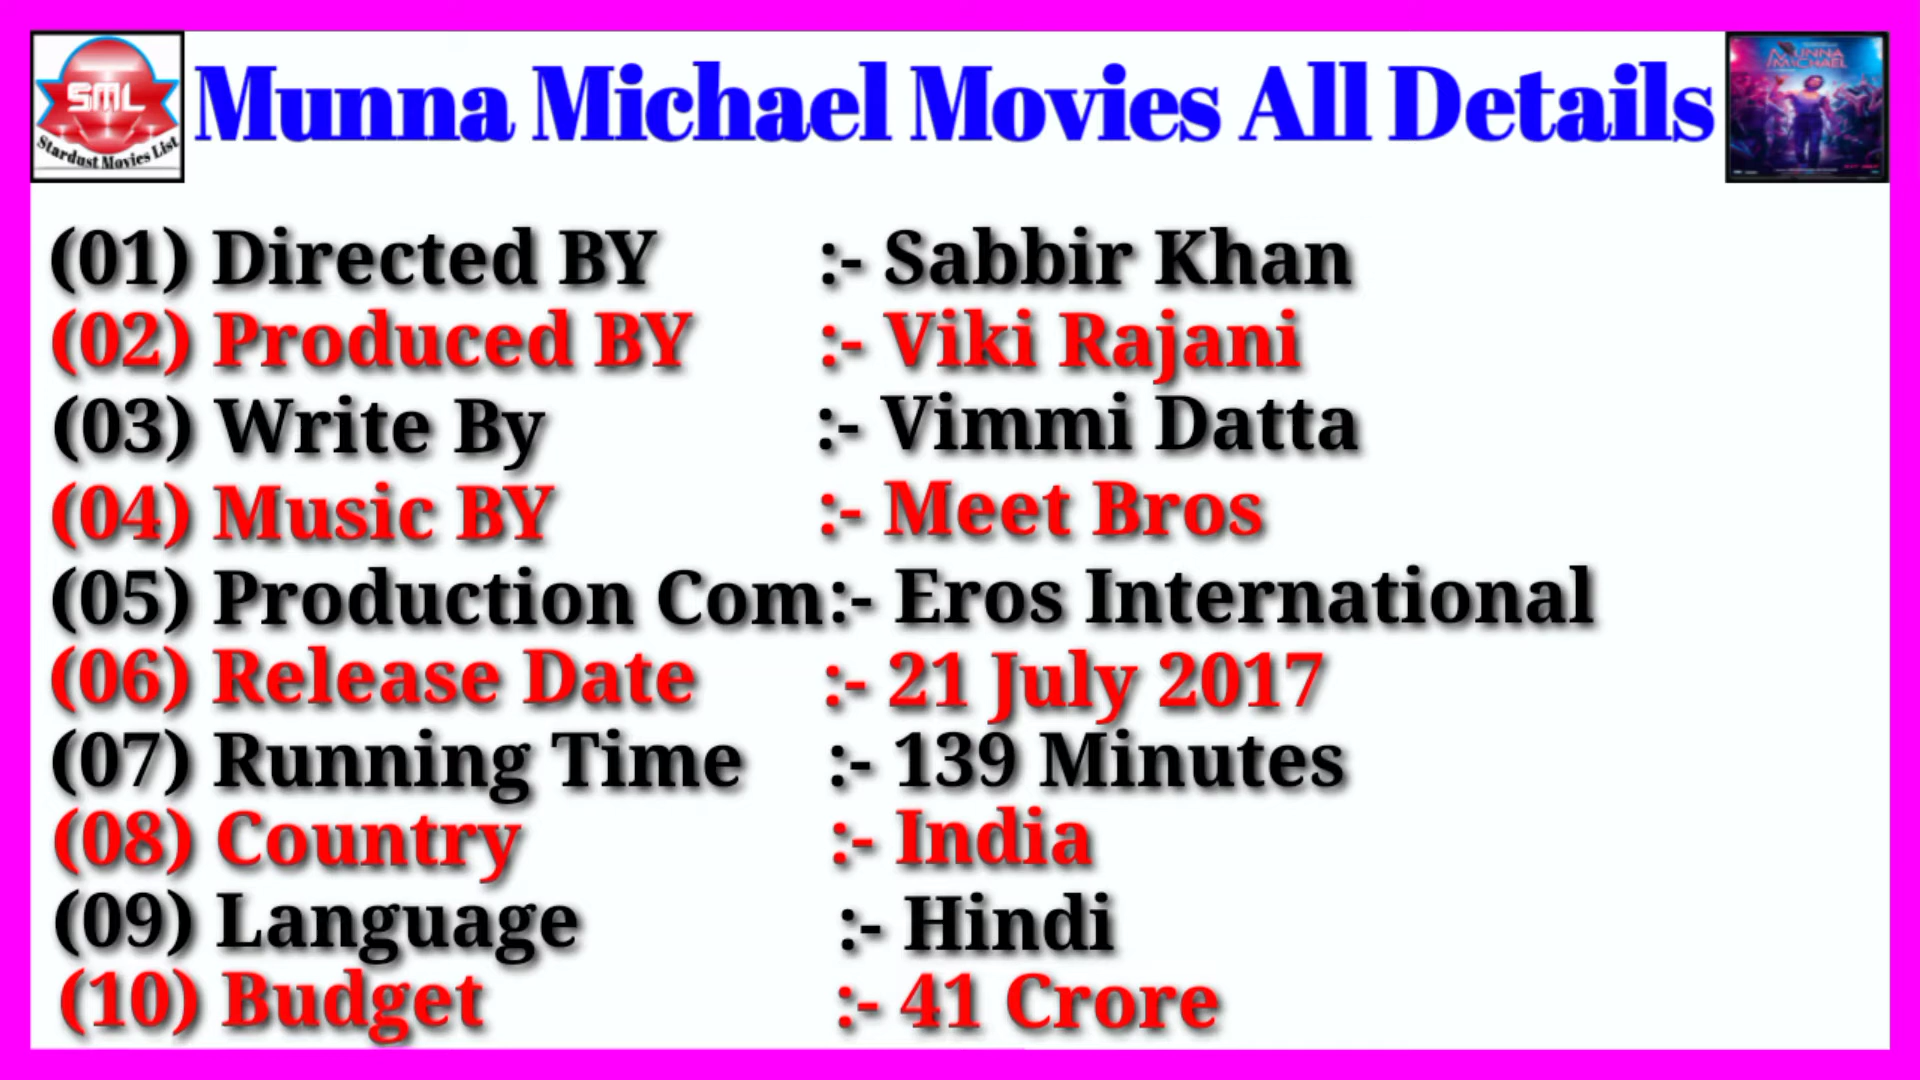 SML
Stardust Movies List
Munna Michael Movies All Details
MUNNA
MICHAEL
(01) Directed BY :- Sabbir Khan
(02) Produced BY :- Viki Rajani
(03) Write By :- Vimmi Datta
(04) Music BY :- Meet Bros
(05) Production Com:- Eros International
(06) Release Date :- 21 July 2017
(07) Running Time :- 139 Minutes
(08) Country :- India
(09) Language :- Hindi
(10) Budget :- 41 Crore